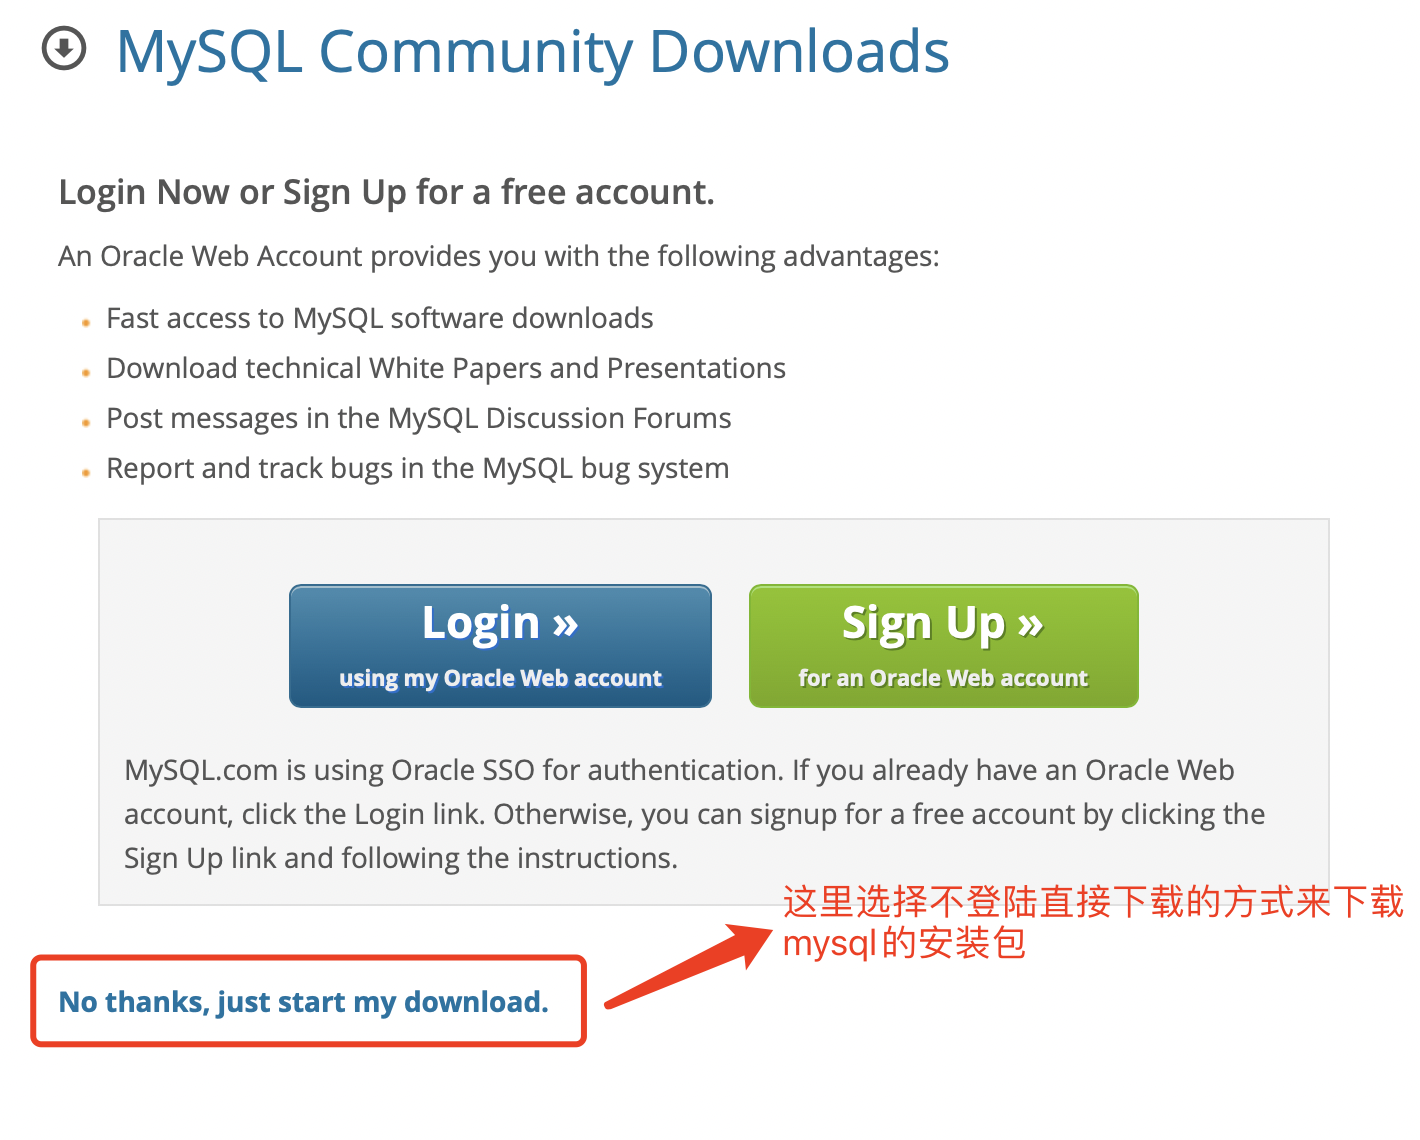 MySQL Community Downloads
Login Now or Sign Up for a free account.
An Oracle Web Account provides you with the following advantages:
Fast access to MySQL software downloads
Download technical White Papers and Presentations
Post messages in the MySQL Discussion Forums
Report and track bugs in the MySQL bug system
Login »
using my Oracle Web account
Sign Up »
for an Oracle Web account
MySQL.com is using Oracle SSO for authentication. If you already have an Oracle Web
account, click the Login link. Otherwise, you can signup for a free account by clicking the
Sign Up link and following the instructions.
这里选择不登陆直接下载的方式来下载
mysql的安装包
No thanks, just start my download.